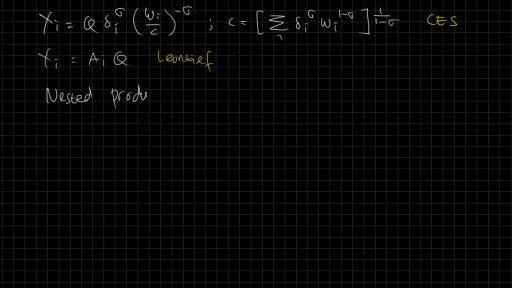 X_i = Q δ_i^σ (w_i/c)^{-σ} ; c = [∑_i δ_i^σ w_i^{1-σ}]^{1/(1-σ)} CES
X_i = A_i Q Leontief
Nested produ